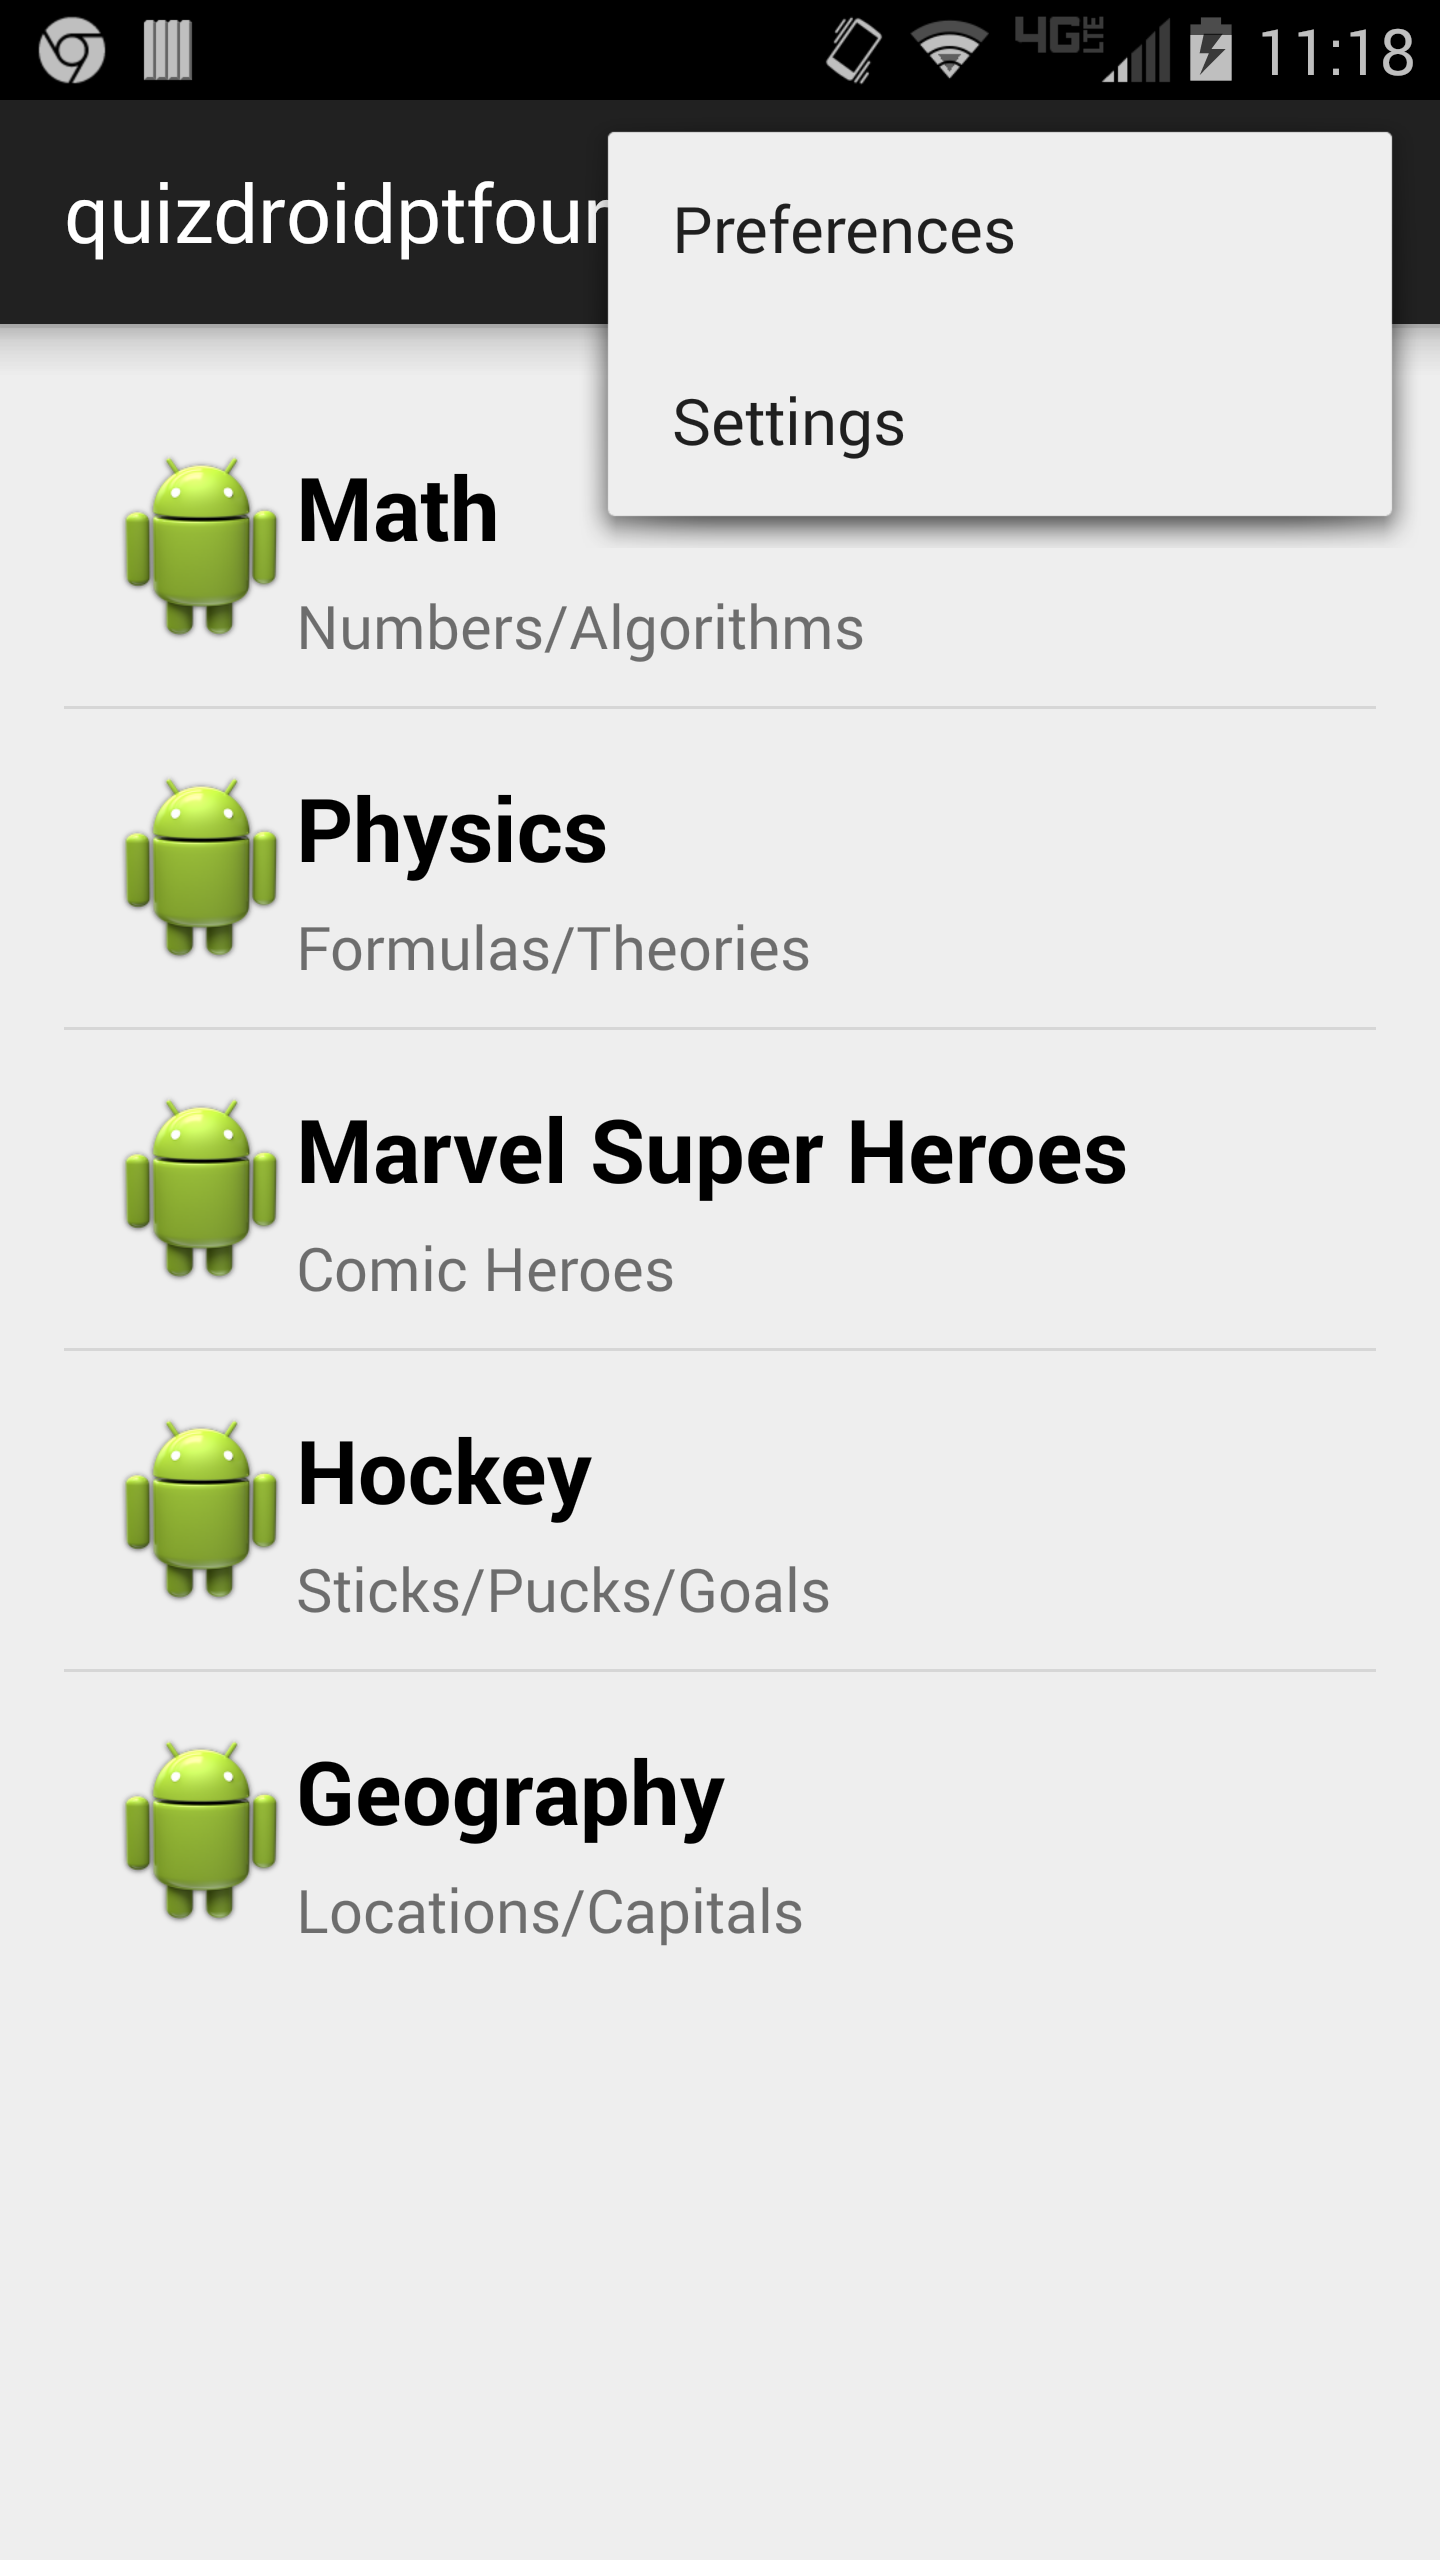 4G LTE 11:18
quizdroidptfour
Preferences
Settings
Math
Numbers/Algorithms
Physics
Formulas/Theories
Marvel Super Heroes
Comic Heroes
Hockey
Sticks/Pucks/Goals
Geography
Locations/Capitals